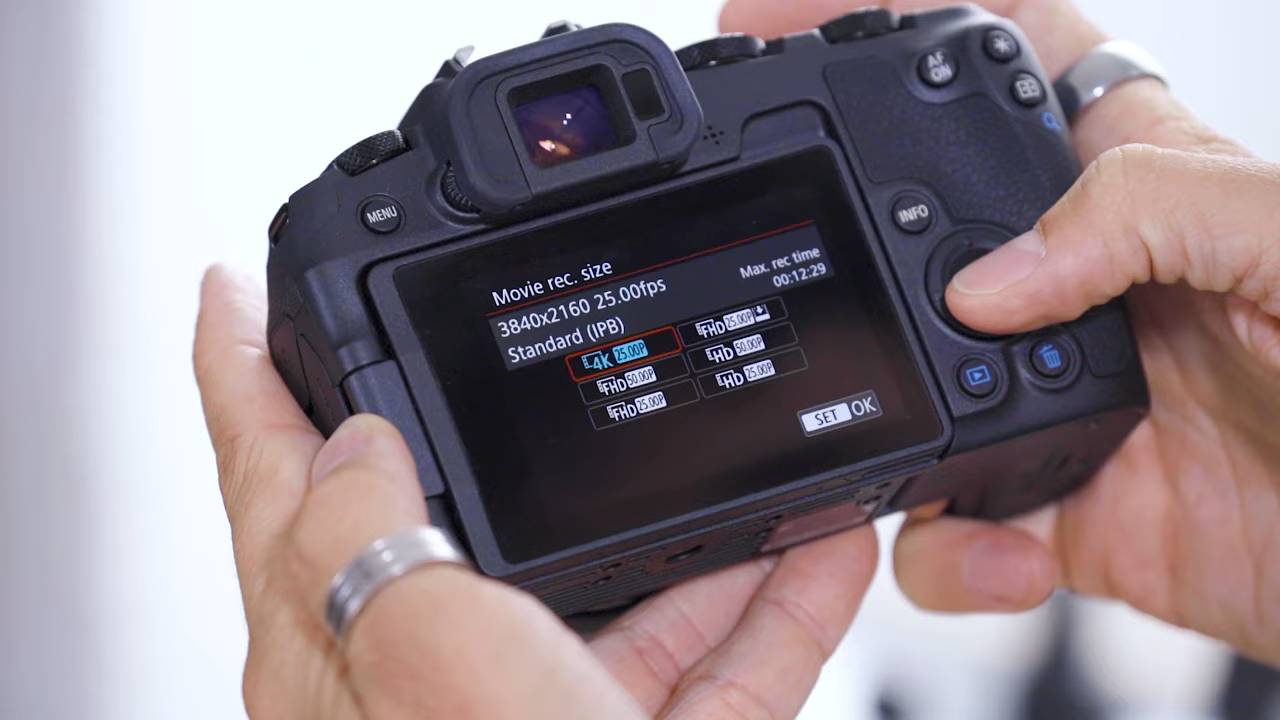 AF
ON
MENU
INFO
Movie rec. size
3840x2160 25.00fps
Standard (IPB)
Max. rec time
00:12:29
4K 25.00P
FHD 50.00P
FHD 25.00P
FHD 25.00P
HD 50.00P
HD 25.00P
SET OK